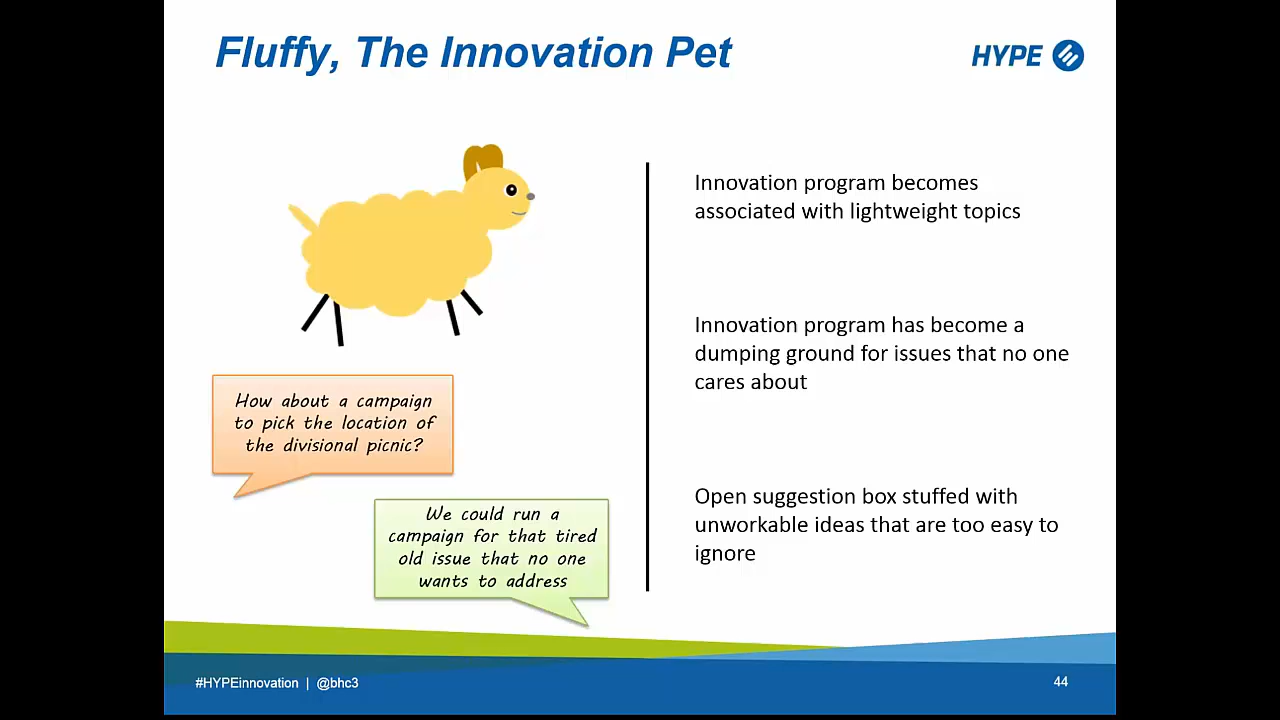 Fluffy, The Innovation Pet
HYPE
Innovation program becomes
associated with lightweight topics
Innovation program has become a
dumping ground for issues that no one
cares about
Open suggestion box stuffed with
unworkable ideas that are too easy to
ignore
How about a campaign
to pick the location of
the divisional picnic?
We could run a
campaign for that tired
old issue that no one
wants to address
#HYPEinnovation | @bhc3
44